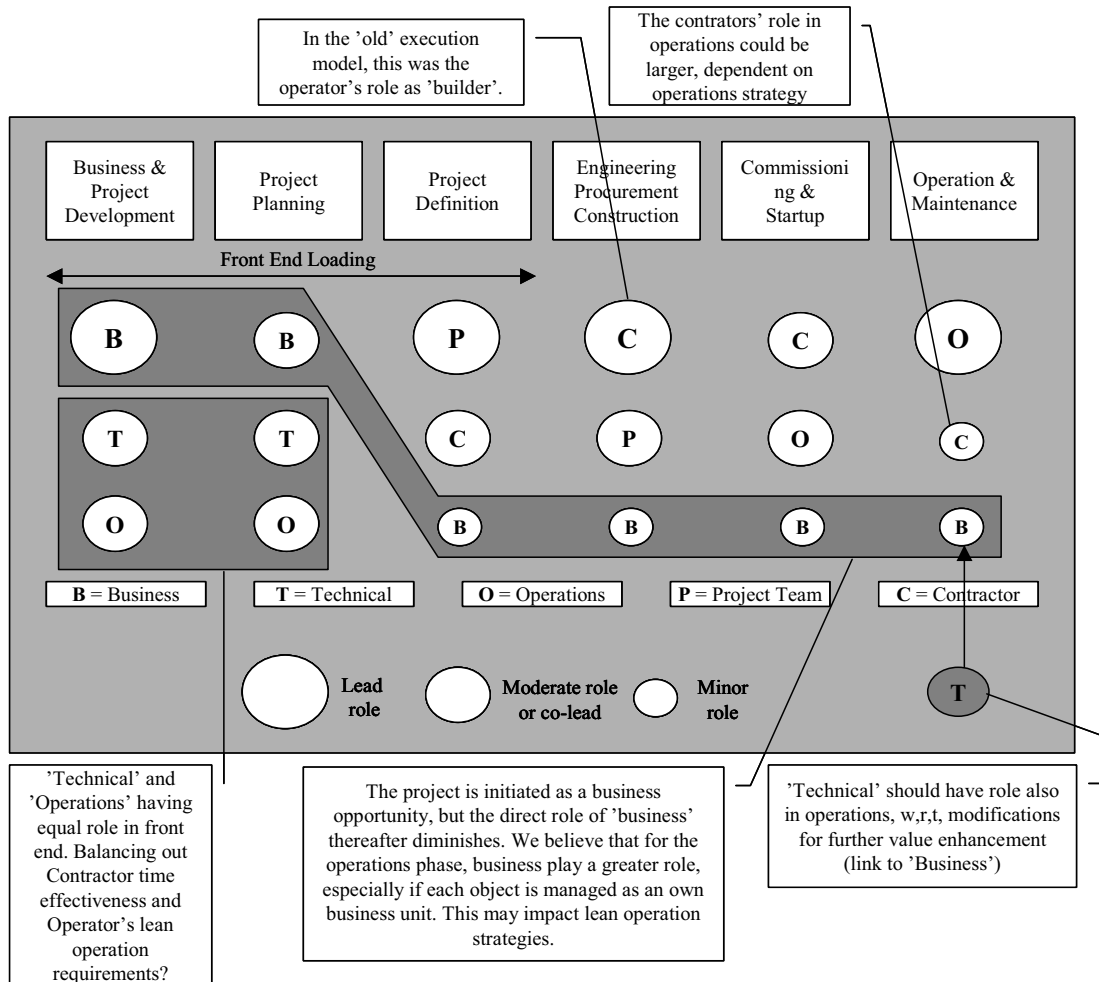 In the ’old’ execution
model, this was the
operator’s role as ’builder’.
The contrators’ role in
operations could be
larger, dependent on
operations strategy
Business &
Project
Development
Project
Planning
Project
Definition
Engineering
Procurement
Construction
Commissioni
ng &
Startup
Operation &
Maintenance
Front End Loading
B
B
P
C
C
O
T
T
C
P
O
C
O
O
B
B
B
B
B = Business
T = Technical
O = Operations
P = Project Team
C = Contractor
Lead
role
Moderate role
or co-lead
Minor
role
T
’Technical’ and
’Operations’ having
equal role in front
end. Balancing out
Contractor time
effectiveness and
Operator’s lean
operation
requirements?
The project is initiated as a business
opportunity, but the direct role of ’business’
thereafter diminishes. We believe that for the
operations phase, business play a greater role,
especially if each object is managed as an own
business unit. This may impact lean operation
strategies.
’Technical’ should have role also
in operations, w,r,t, modifications
for further value enhancement
(link to ’Business’)